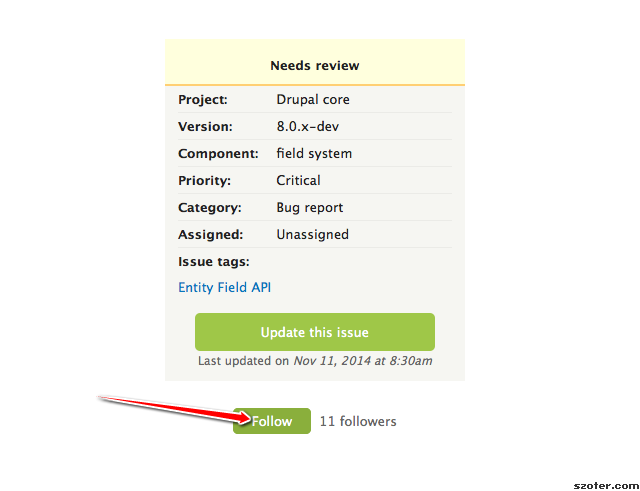 Needs review
Project: Drupal core
Version: 8.0.x-dev
Component: field system
Priority: Critical
Category: Bug report
Assigned: Unassigned
Issue tags:
Entity Field API
Update this issue
Last updated on Nov 11, 2014 at 8:30am
Follow 11 followers
szoter.com